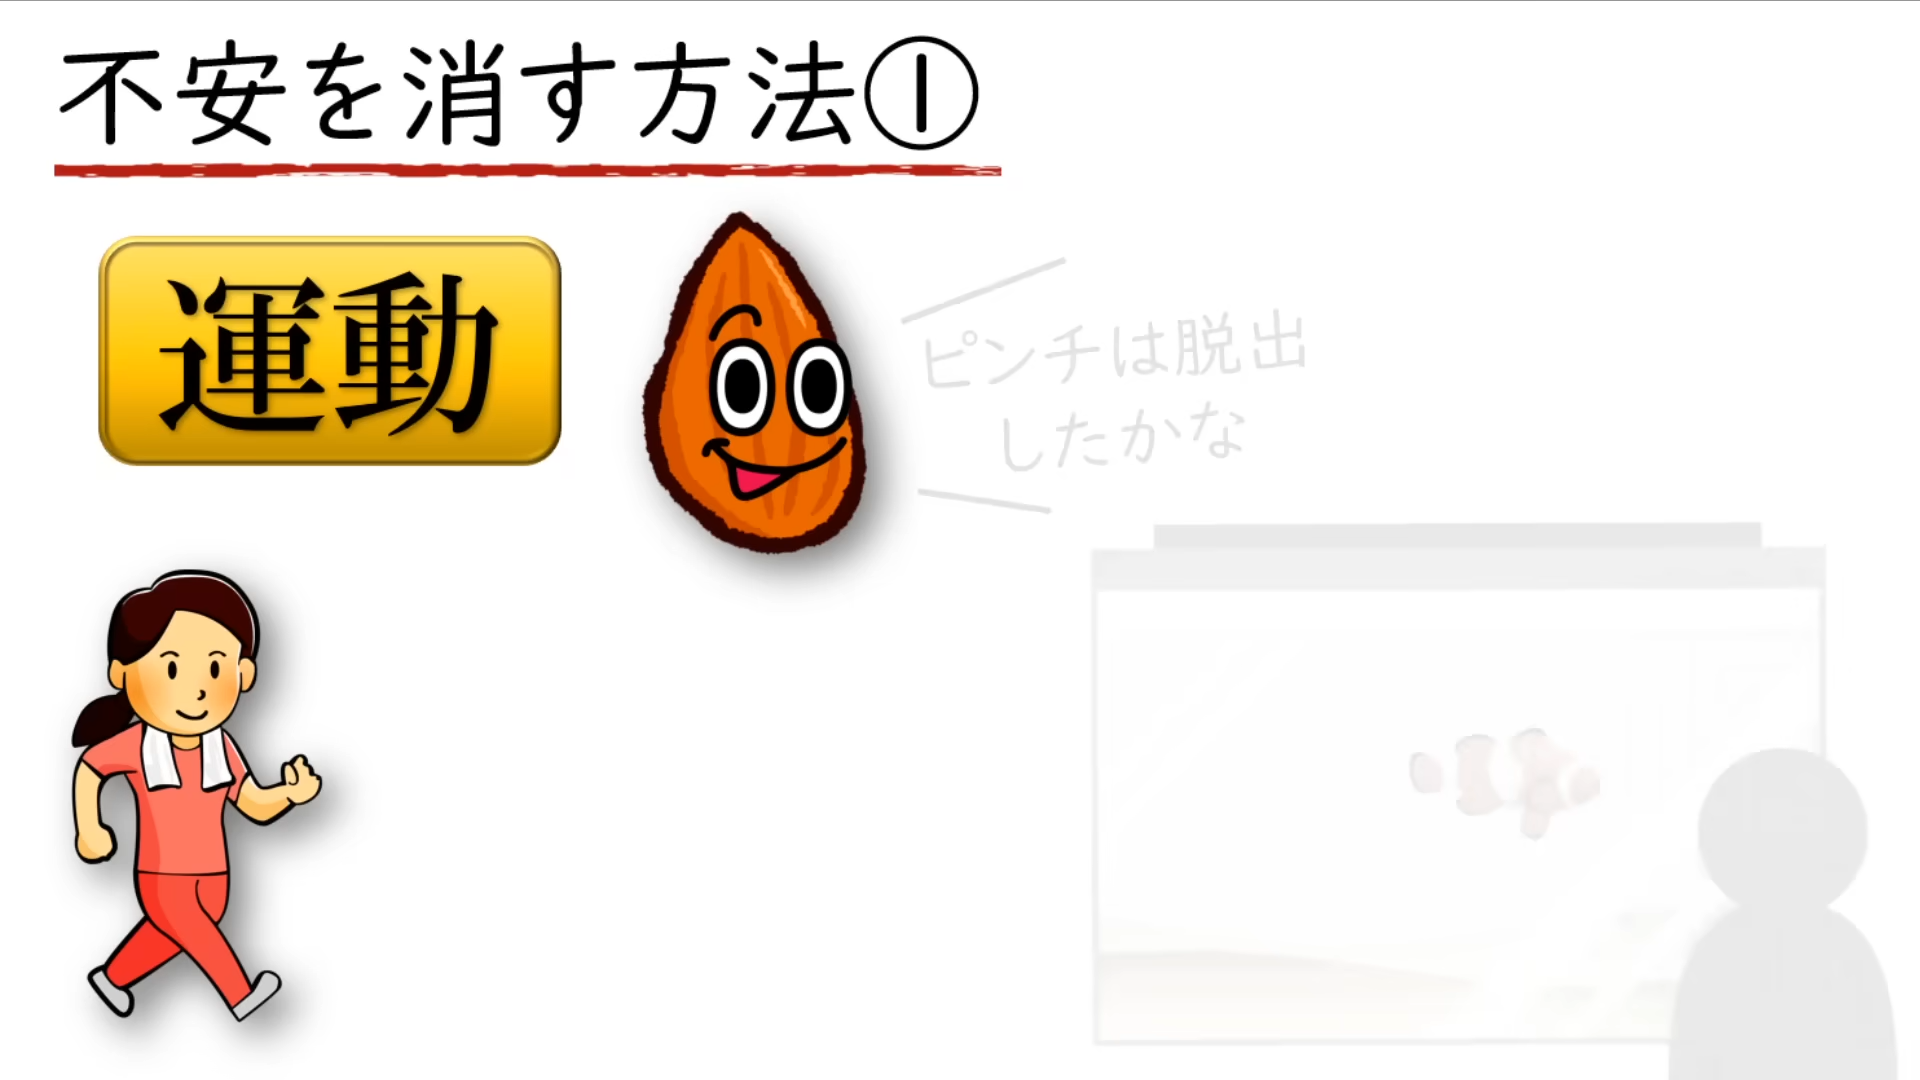 不安を消す方法①
運動
ピンチは脱出
したかな